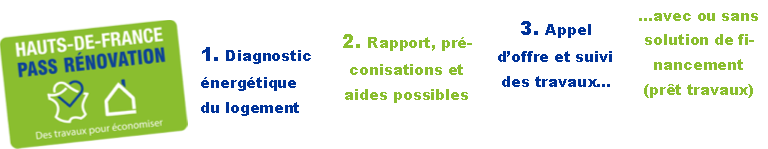 HAUTS-DE-FRANCE
PASS RÉNOVATION
Des travaux pour économiser
1. Diagnostic
énergétique
du logement
2. Rapport, pré-
conisations et
aides possibles
3. Appel
d'offre et suivi
des travaux...
...avec ou sans
solution de fi-
nancement
(prêt travaux)